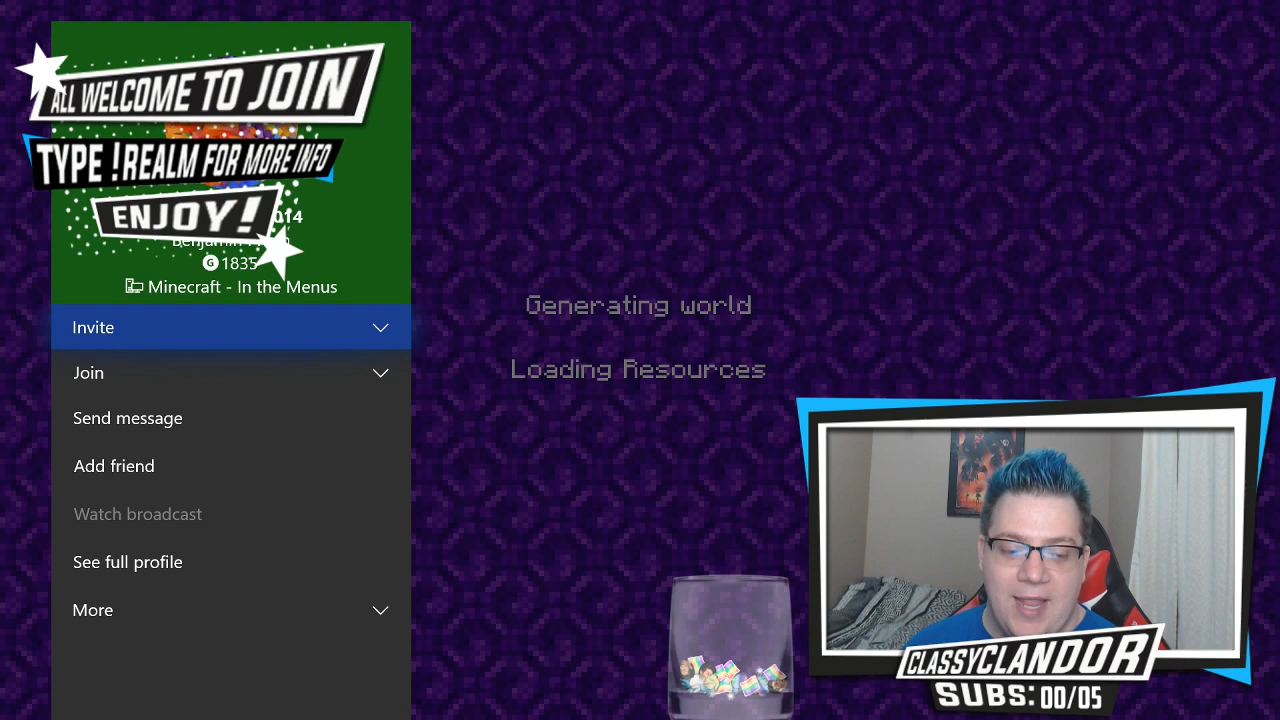 ALL WELCOME TO JOIN
TYPE !REALM FOR MORE INFO
ENJOY!
014
G 1835
Minecraft - In the Menus
Invite
Join
Send message
Add friend
Watch broadcast
See full profile
More
Generating world
Loading Resources
CLASSYCLANDOR
SUBS: 00/05